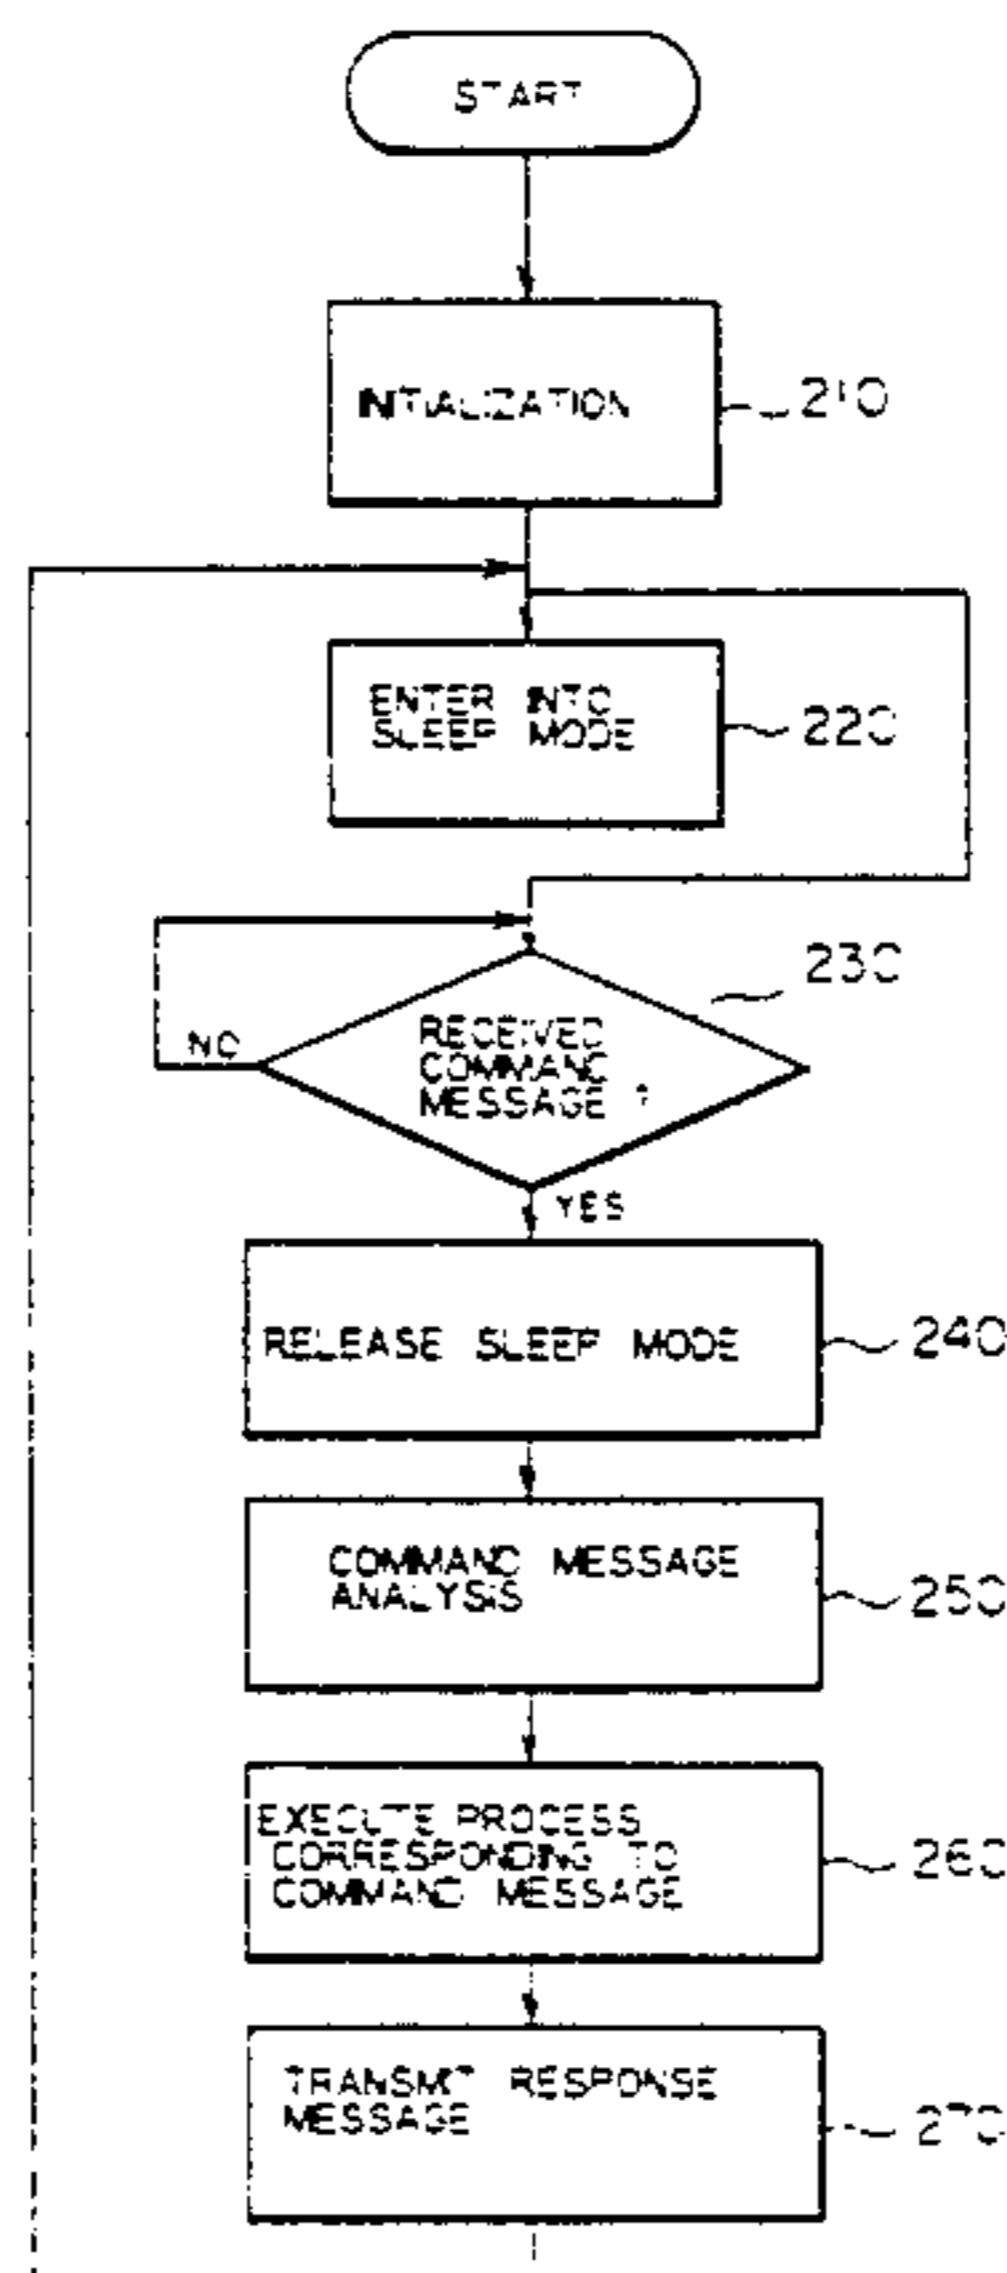 START
INITIALIZATION
210
ENTER INTO
SLEEP MODE
220
230
RECEIVED
COMMAND
MESSAGE ?
NO
YES
RELEASE SLEEP MODE
240
COMMAND MESSAGE
ANALYSIS
250
EXECUTE PROCESS
CORRESPONDING TO
COMMAND MESSAGE
260
TRANSMIT RESPONSE
MESSAGE
270